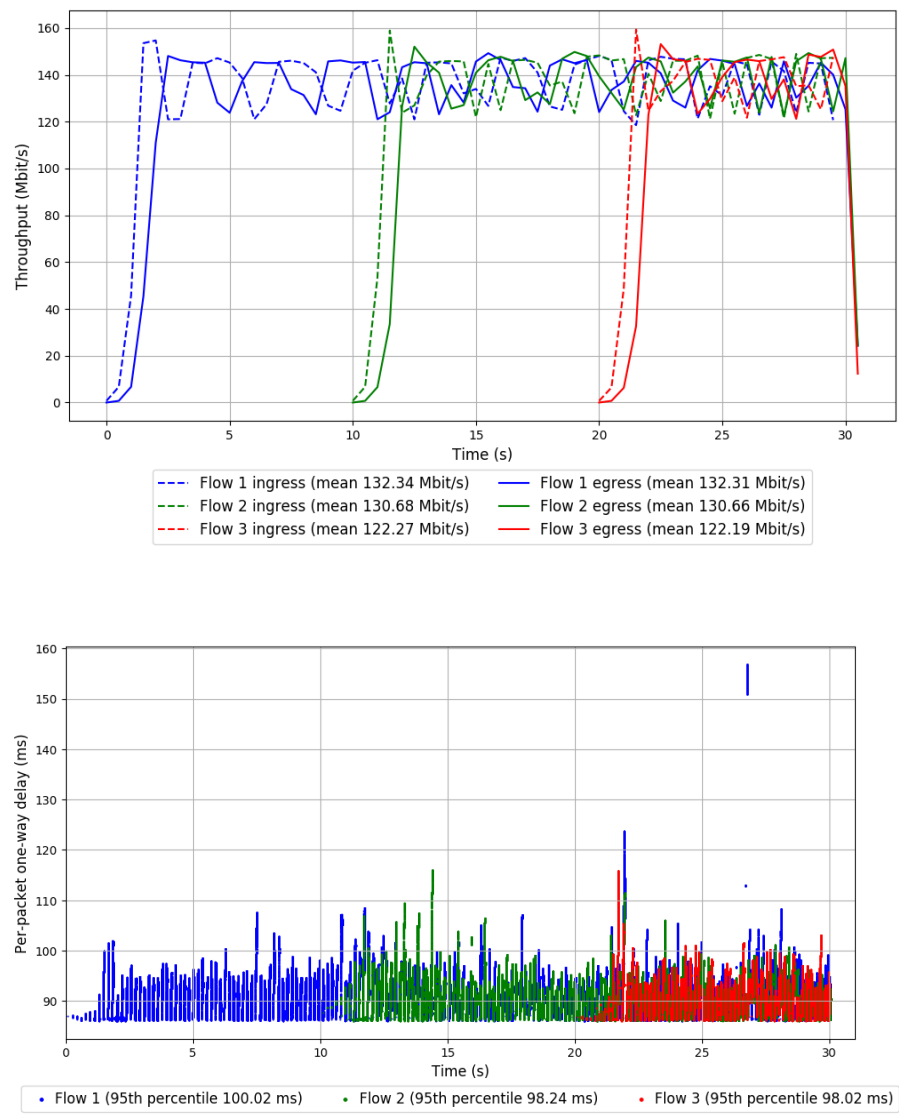 160
140
120
100
80
60
40
20
0
Throughput (Mbit/s)
0 5 10 15 20 25 30
Time (s)
Flow 1 ingress (mean 132.34 Mbit/s) Flow 1 egress (mean 132.31 Mbit/s)
Flow 2 ingress (mean 130.68 Mbit/s) Flow 2 egress (mean 130.66 Mbit/s)
Flow 3 ingress (mean 122.27 Mbit/s) Flow 3 egress (mean 122.19 Mbit/s)
160
150
140
130
120
110
100
90
Per-packet one-way delay (ms)
0 5 10 15 20 25 30
Time (s)
Flow 1 (95th percentile 100.02 ms) Flow 2 (95th percentile 98.24 ms) Flow 3 (95th percentile 98.02 ms)